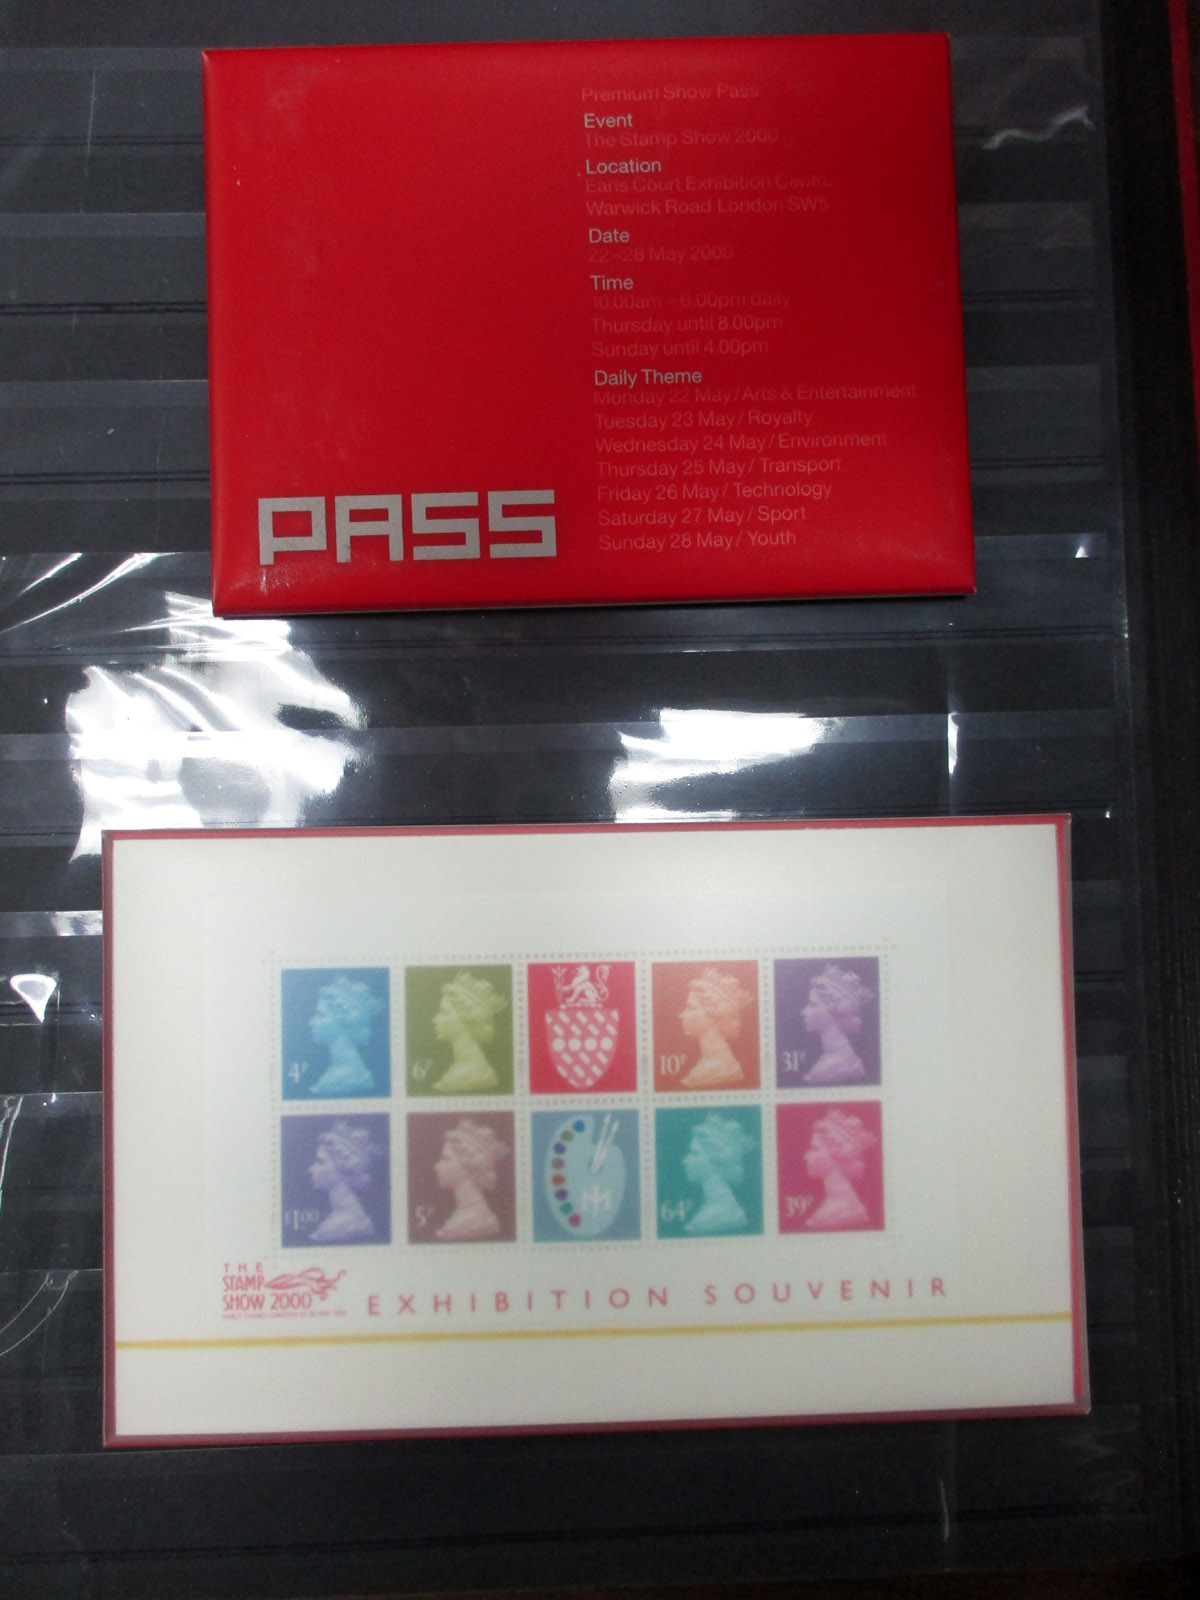 Premium Show Pass
Event
The Stamp Show 2000
Location
Earls Court Exhibition Centre
Warwick Road London SW5
Date
22-28 May 2000
Time
10.00am - 6.00pm daily
Thursday until 8.00pm
Sunday until 4.00pm
Daily Theme
Monday 22 May / Arts & Entertainment
Tuesday 23 May / Royalty
Wednesday 24 May / Environment
Thursday 25 May / Transport
Friday 26 May / Technology
Saturday 27 May / Sport
Sunday 28 May / Youth
PASS
4P
6P
10P
31P
£1.00
5P
64P
39P
THE
STAMP
SHOW 2000
EXHIBITION SOUVENIR